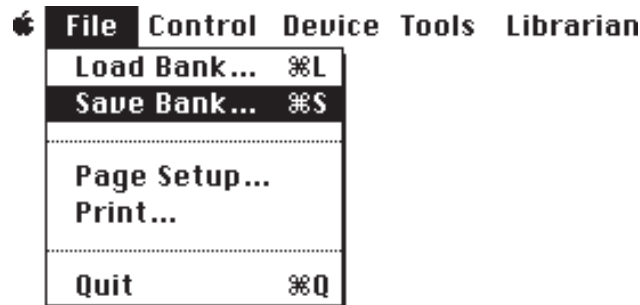 File Control Device Tools Librarian
Load Bank... ⌘L
Save Bank... ⌘S
Page Setup...
Print...
Quit ⌘Q